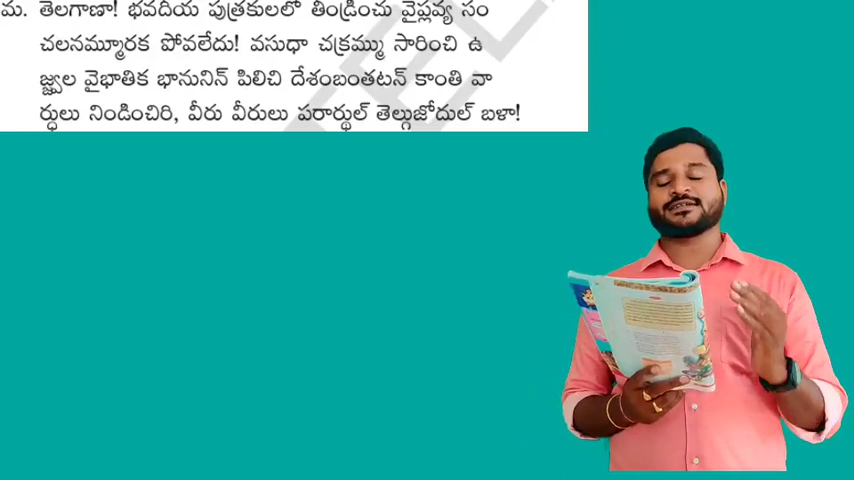 మ. తెలగాణా! భవదీయ పుత్రకులలో తీండ్రించు వైప్లవ్య సం
చలనమ్మూరక పోవలేదు! వసుధా చక్రమ్ము సారించి ఉ
జ్జ్వల వైభాతిక భానునిన్ పిలిచి దేశంబంతటన్ కాంతి వా
ర్ధులు నిండించిరి, వీరు వీరులు పరార్థుల్ తెల్గుజోదుల్ బళా!